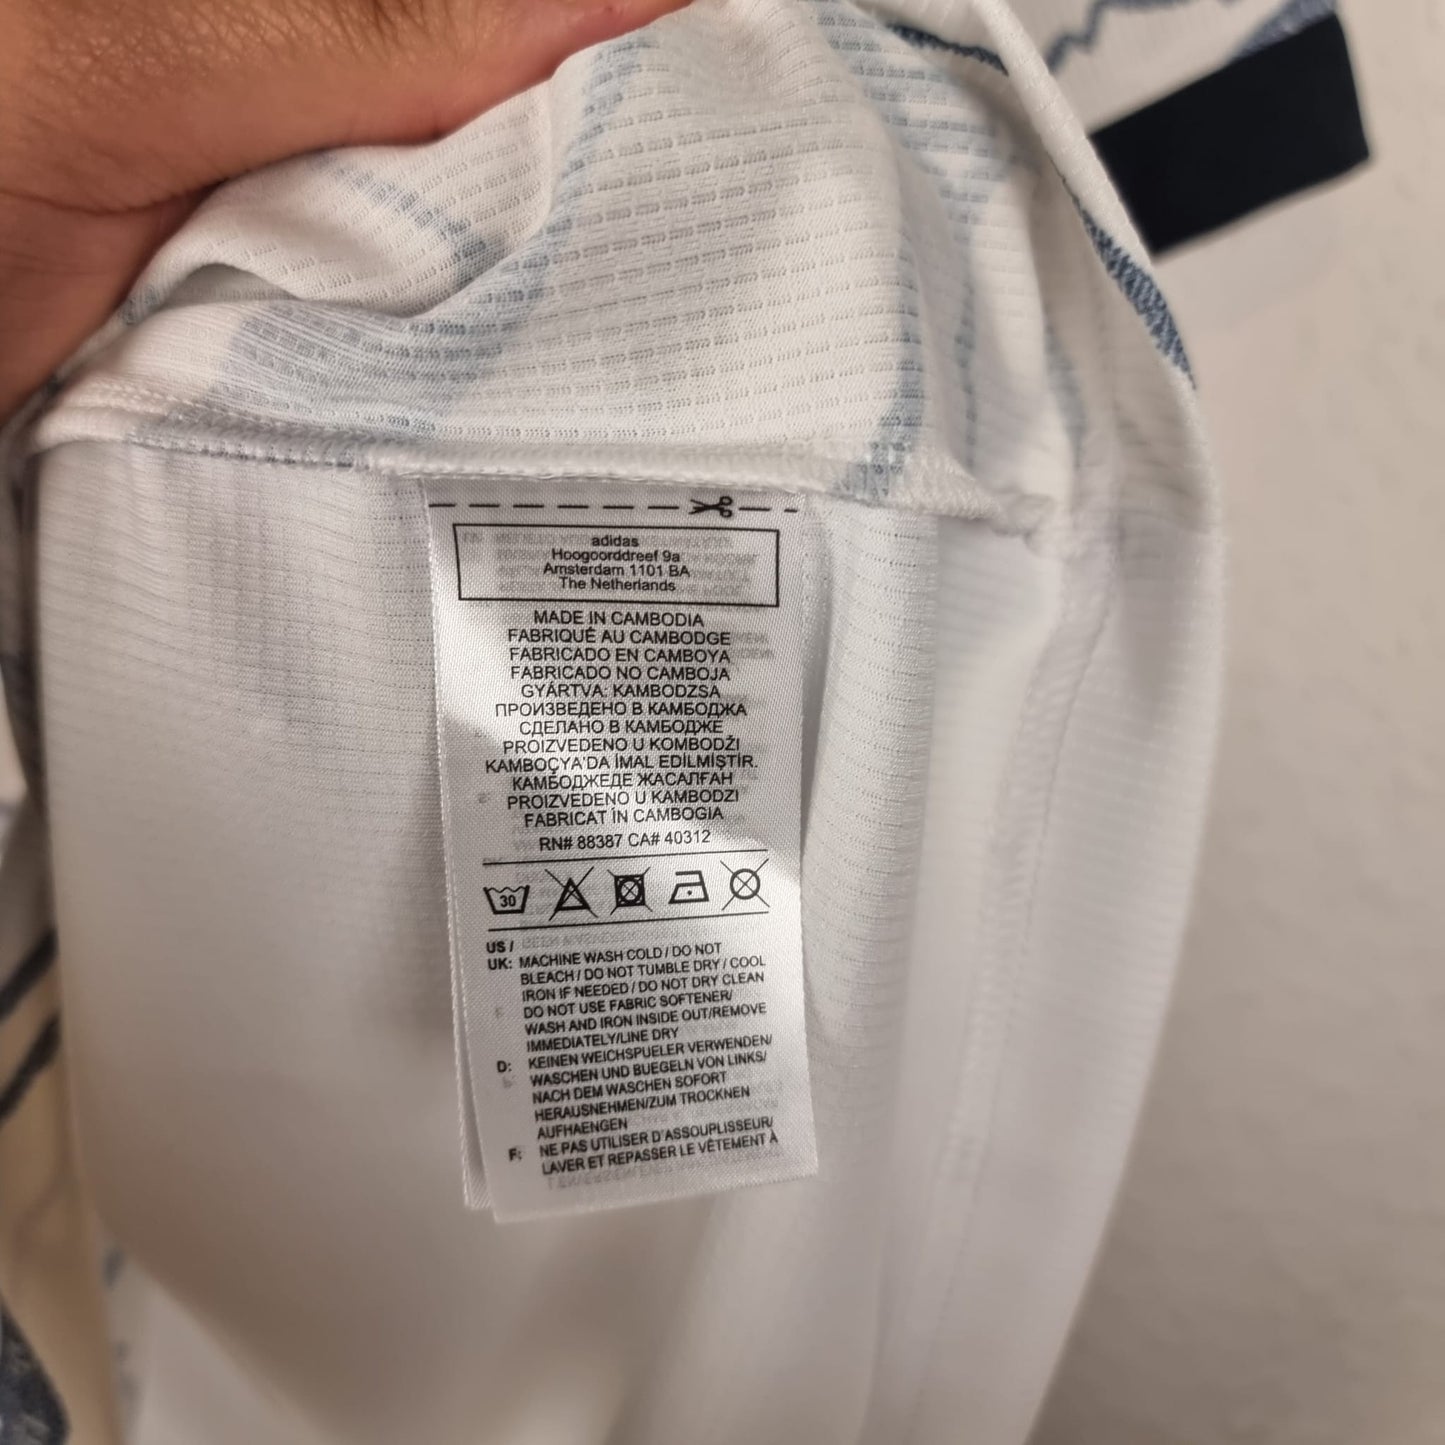 adidas
Hoogoorddreef 9a
Amsterdam 1101 BA
The Netherlands
MADE IN CAMBODIA
FABRIQUÉ AU CAMBODGE
FABRICADO EN CAMBOYA
FABRICADO NO CAMBOJA
GYÁRTVA: KAMBODZSA
ПРОИЗВЕДЕНО В КАМБОДЖА
СДЕЛАНО В КАМБОДЖЕ
PROIZVEDENO U KOMBODŽI
KAMBOÇYA'DA İMAL EDİLMİŞTİR.
КАМБОДЖЕДЕ ЖАСАЛҒАН
PROIZVEDENO U KAMBODZI
FABRICAT ÎN CAMBOGIA
RN# 88387 CA# 40312
30
US /
UK: MACHINE WASH COLD / DO NOT
BLEACH / DO NOT TUMBLE DRY / COOL
IRON IF NEEDED / DO NOT DRY CLEAN
DO NOT USE FABRIC SOFTENER/
WASH AND IRON INSIDE OUT/REMOVE
IMMEDIATELY/LINE DRY
D: KEINEN WEICHSPUELER VERWENDEN/
WASCHEN UND BUEGELN VON LINKS/
NACH DEM WASCHEN SOFORT
HERAUSNEHMEN/ZUM TROCKNEN
AUFHAENGEN
F: NE PAS UTILISER D'ASSOUPLISSEUR/
LAVER ET REPASSER LE VÊTEMENT À